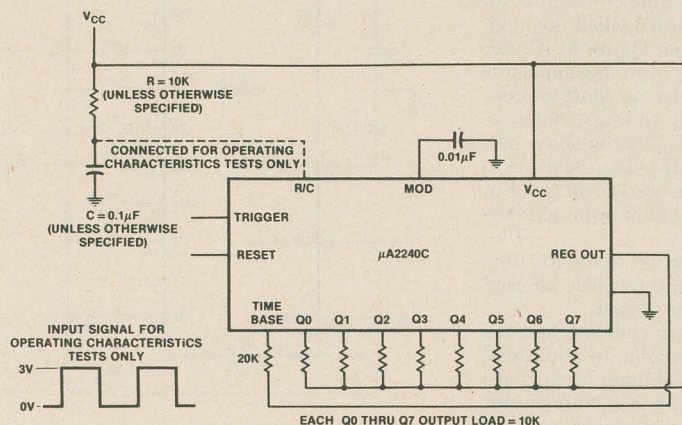 VCC
R = 10K
(UNLESS OTHERWISE
SPECIFIED)
CONNECTED FOR OPERATING
CHARACTERISTICS TESTS ONLY
0.01µF
R/C
MOD
VCC
C = 0.1µF
(UNLESS OTHERWISE
SPECIFIED)
TRIGGER
RESET
µA2240C
REG OUT
TIME
BASE
Q0 Q1 Q2 Q3 Q4 Q5 Q6 Q7
20K
INPUT SIGNAL FOR
OPERATING CHARACTERISTICS
TESTS ONLY
3V
0V
EACH Q0 THRU Q7 OUTPUT LOAD = 10K